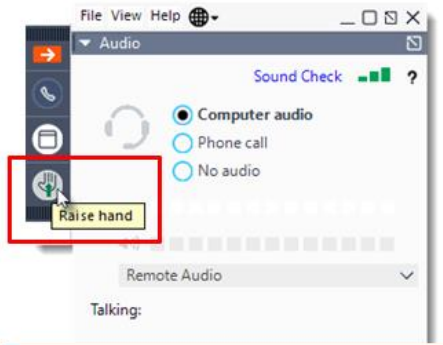 File View Help
Audio
Sound Check ?
Computer audio
Phone call
No audio
Raise hand
Remote Audio
Talking: